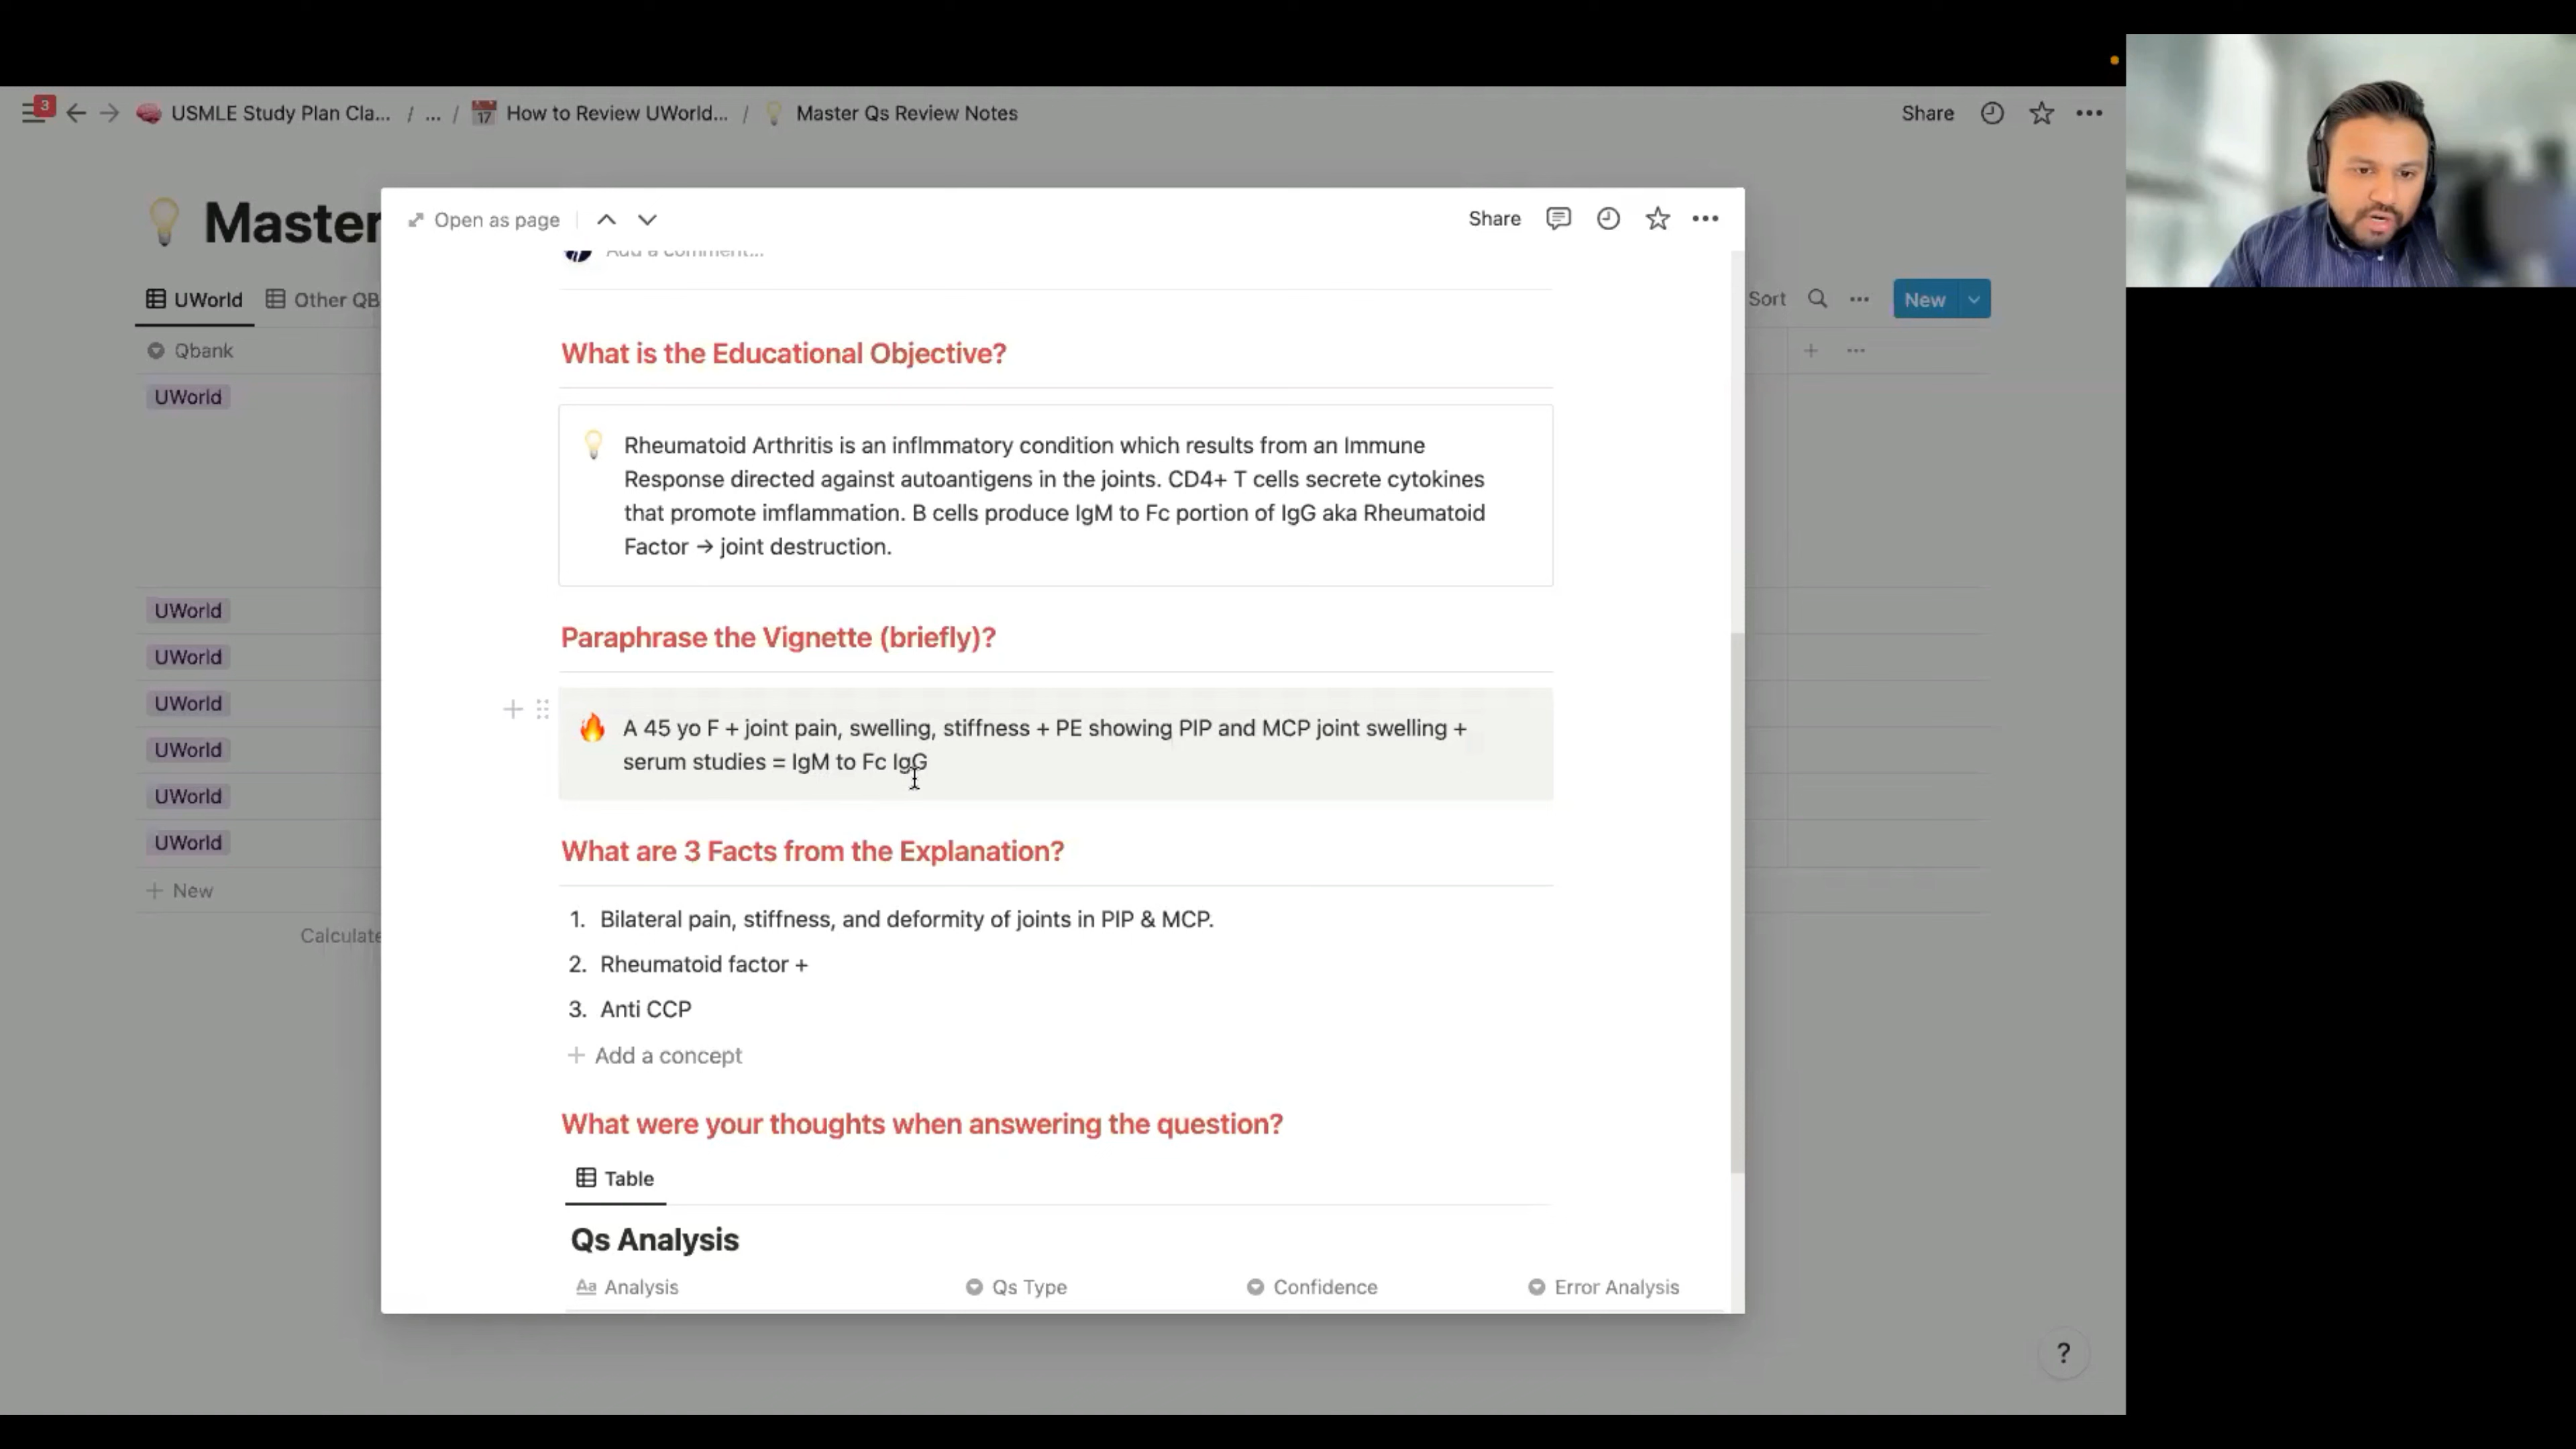 3
USMLE Study Plan Cla... / ... / How to Review UWorld... / Master Qs Review Notes
Share
Master
Open as page
Share
Add a comment...
UWorld
Other QB
Sort
New
Qbank
UWorld
UWorld
UWorld
UWorld
UWorld
UWorld
UWorld
New
Calculate
What is the Educational Objective?
Rheumatoid Arthritis is an inflmmatory condition which results from an Immune
Response directed against autoantigens in the joints. CD4+ T cells secrete cytokines
that promote imflammation. B cells produce IgM to Fc portion of IgG aka Rheumatoid
Factor → joint destruction.
Paraphrase the Vignette (briefly)?
A 45 yo F + joint pain, swelling, stiffness + PE showing PIP and MCP joint swelling +
serum studies = IgM to Fc IgG
What are 3 Facts from the Explanation?
1. Bilateral pain, stiffness, and deformity of joints in PIP & MCP.
2. Rheumatoid factor +
3. Anti CCP
Add a concept
What were your thoughts when answering the question?
Table
Qs Analysis
Aa Analysis
Qs Type
Confidence
Error Analysis
?